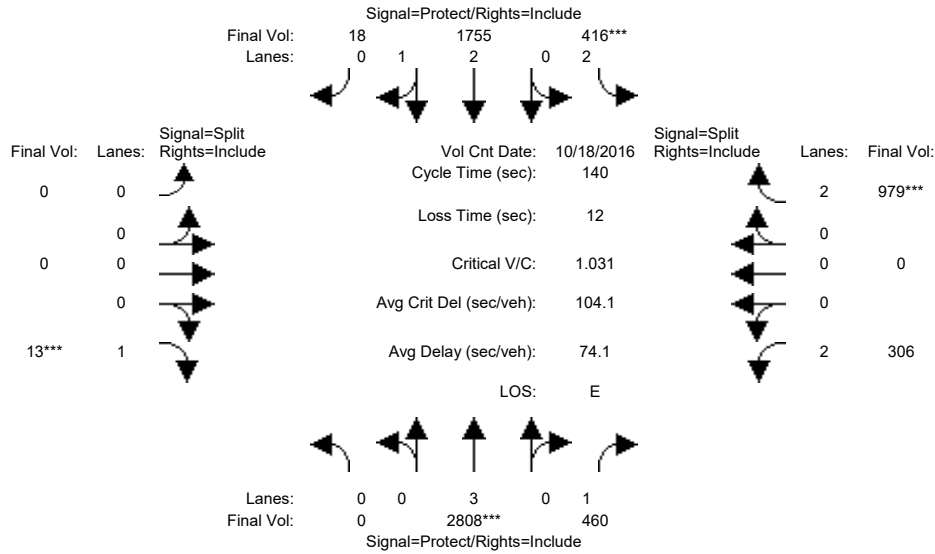 Signal=Protect/Rights=Include
Final Vol: 18 1755 416***
Lanes: 0 1 2 0 2
Signal=Split
Final Vol: Lanes: Rights=Include
Vol Cnt Date: 10/18/2016
Signal=Split
Rights=Include Lanes: Final Vol:
Cycle Time (sec): 140
0 0
2 979***
Loss Time (sec): 12
0
0
0 0
Critical V/C: 1.031
0 0
0
Avg Crit Del (sec/veh): 104.1
0
13*** 1
Avg Delay (sec/veh): 74.1
2 306
LOS: E
Lanes: 0 0 3 0 1
Final Vol: 0 2808*** 460
Signal=Protect/Rights=Include